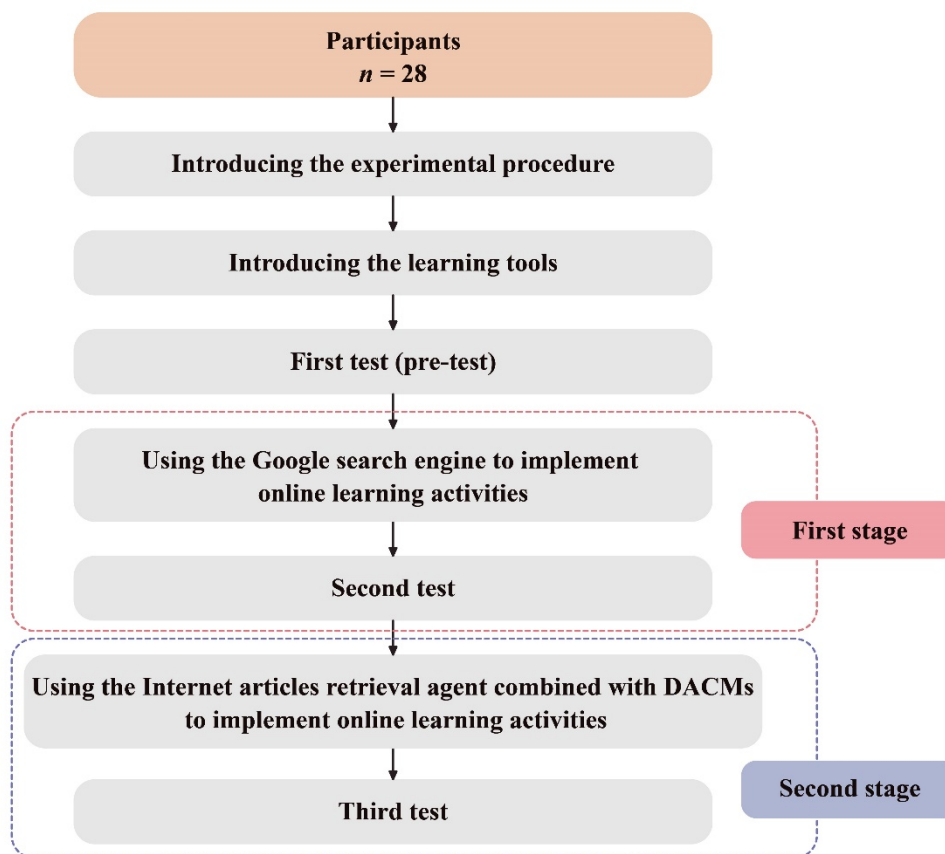 Participants
n = 28
Introducing the experimental procedure
Introducing the learning tools
First test (pre-test)
Using the Google search engine to implement
online learning activities
First stage
Second test
Using the Internet articles retrieval agent combined with DACMs
to implement online learning activities
Second stage
Third test